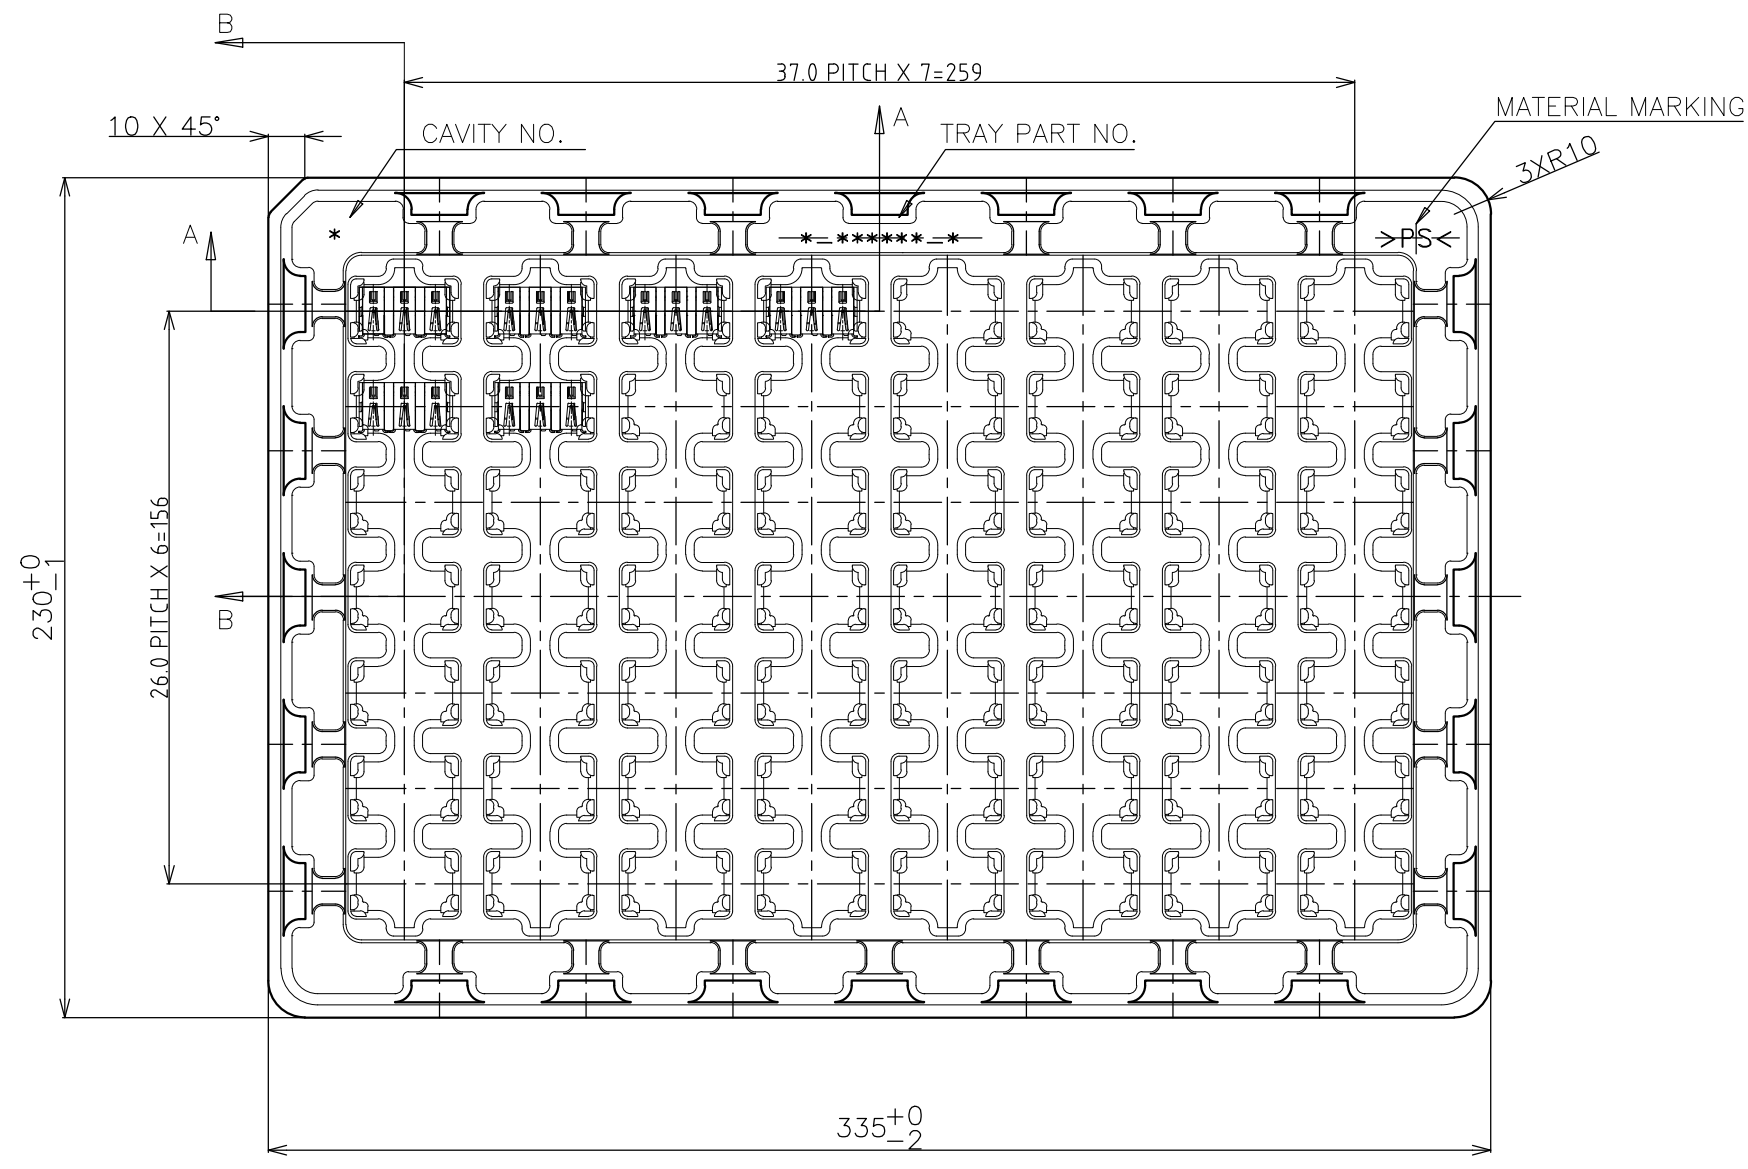 B
37.0 PITCH X 7=259
MATERIAL MARKING
10 X 45°
CAVITY NO.
A
TRAY PART NO.
3XR10
A
*
*_******_*
>PS<
26.0 PITCH X 6=156
230+0
-1
B
335+0
-2